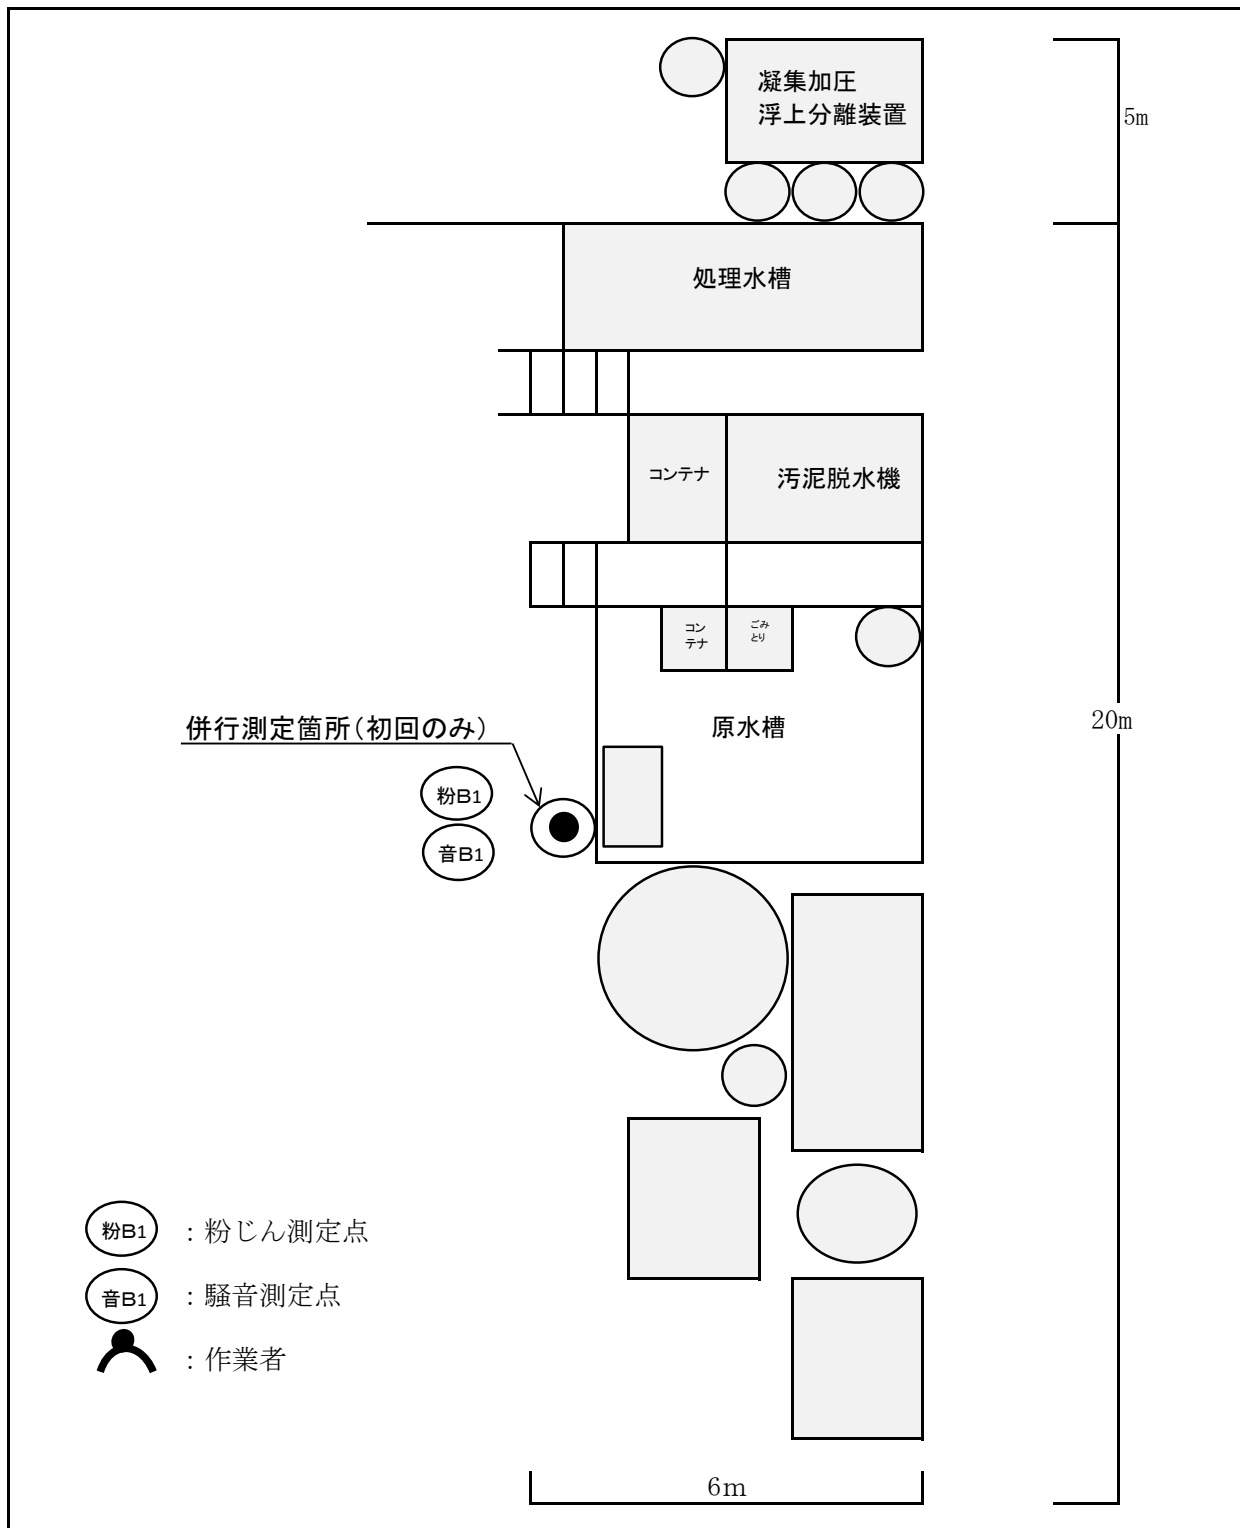 凝集加圧
浮上分離装置
5m
処理水槽
コンテナ
汚泥脱水機
コン
テナ
ごみ
とり
併行測定箇所(初回のみ)
原水槽
20m
粉B1
音B1
粉B1
:粉じん測定点
音B1
:騒音測定点
:作業者
6m